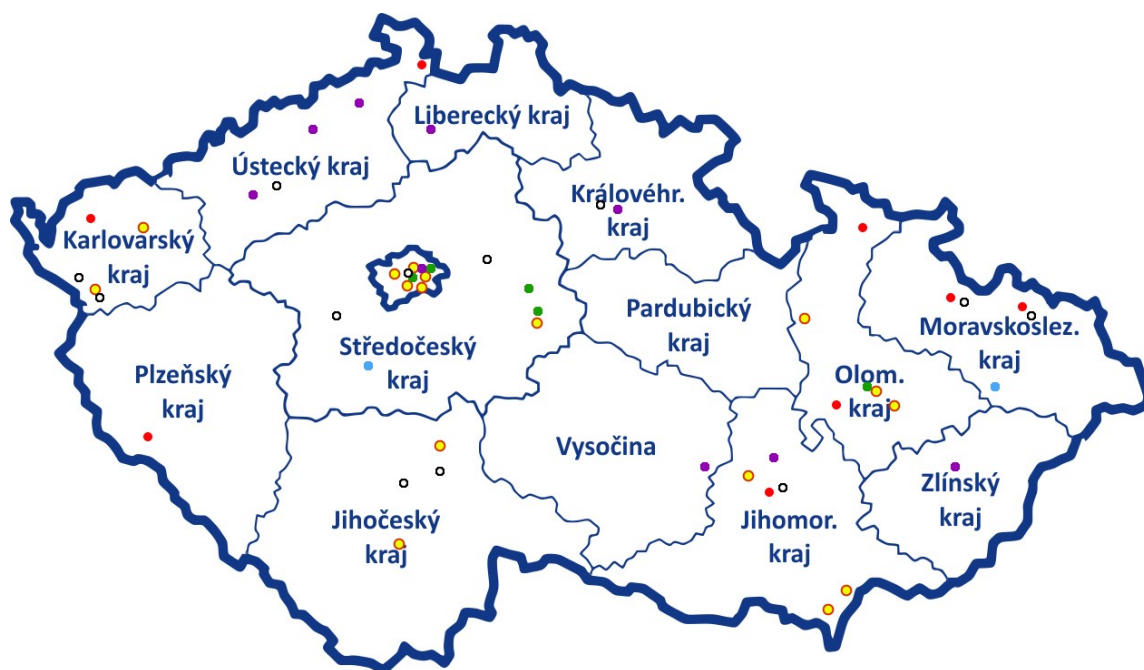 Liberecký kraj
Ústecký kraj
Královéhr.
kraj
Karlovarský
kraj
Pardubický
kraj
Moravskoslez.
kraj
Středočeský
kraj
Plzeňský
kraj
Olom.
kraj
Vysočina
Zlínský
kraj
Jihočeský
kraj
Jihomor.
kraj